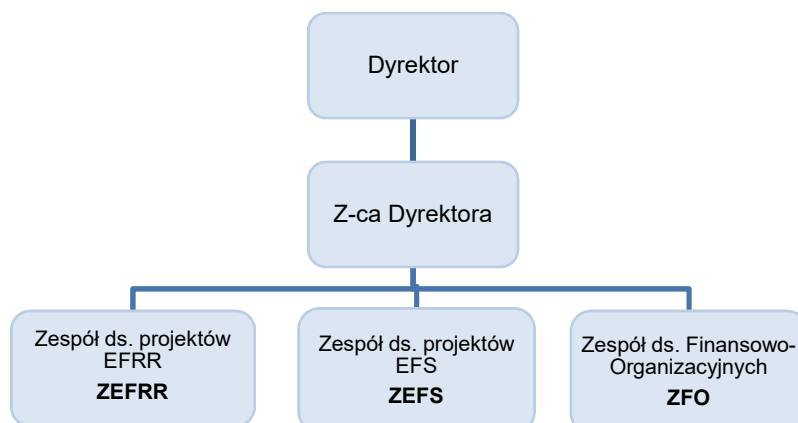 Dyrektor
Z-ca Dyrektora
Zespół ds. projektów
EFRR
ZEFRR
Zespół ds. projektów
EFS
ZEFS
Zespół ds. Finansowo-
Organizacyjnych
ZFO